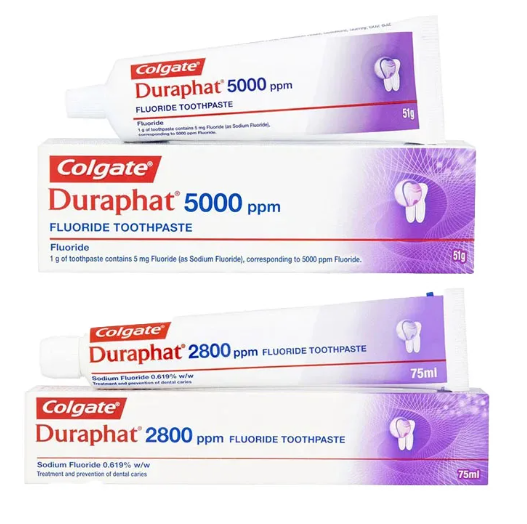 Colgate®
Duraphat® 5000 ppm
FLUORIDE TOOTHPASTE
Fluoride
1 g of toothpaste contains 5 mg Fluoride (as Sodium Fluoride),
corresponding to 5000 ppm Fluoride.
51g
Colgate®
Duraphat® 5000 ppm
FLUORIDE TOOTHPASTE
Fluoride
1 g of toothpaste contains 5 mg Fluoride (as Sodium Fluoride), corresponding to 5000 ppm Fluoride.
51g
Colgate®
Duraphat® 2800 ppm FLUORIDE TOOTHPASTE
Sodium Fluoride 0.619% w/w
Treatment and prevention of dental caries
75ml
Colgate®
Duraphat® 2800 ppm FLUORIDE TOOTHPASTE
Sodium Fluoride 0.619% w/w
Treatment and prevention of dental caries
75ml